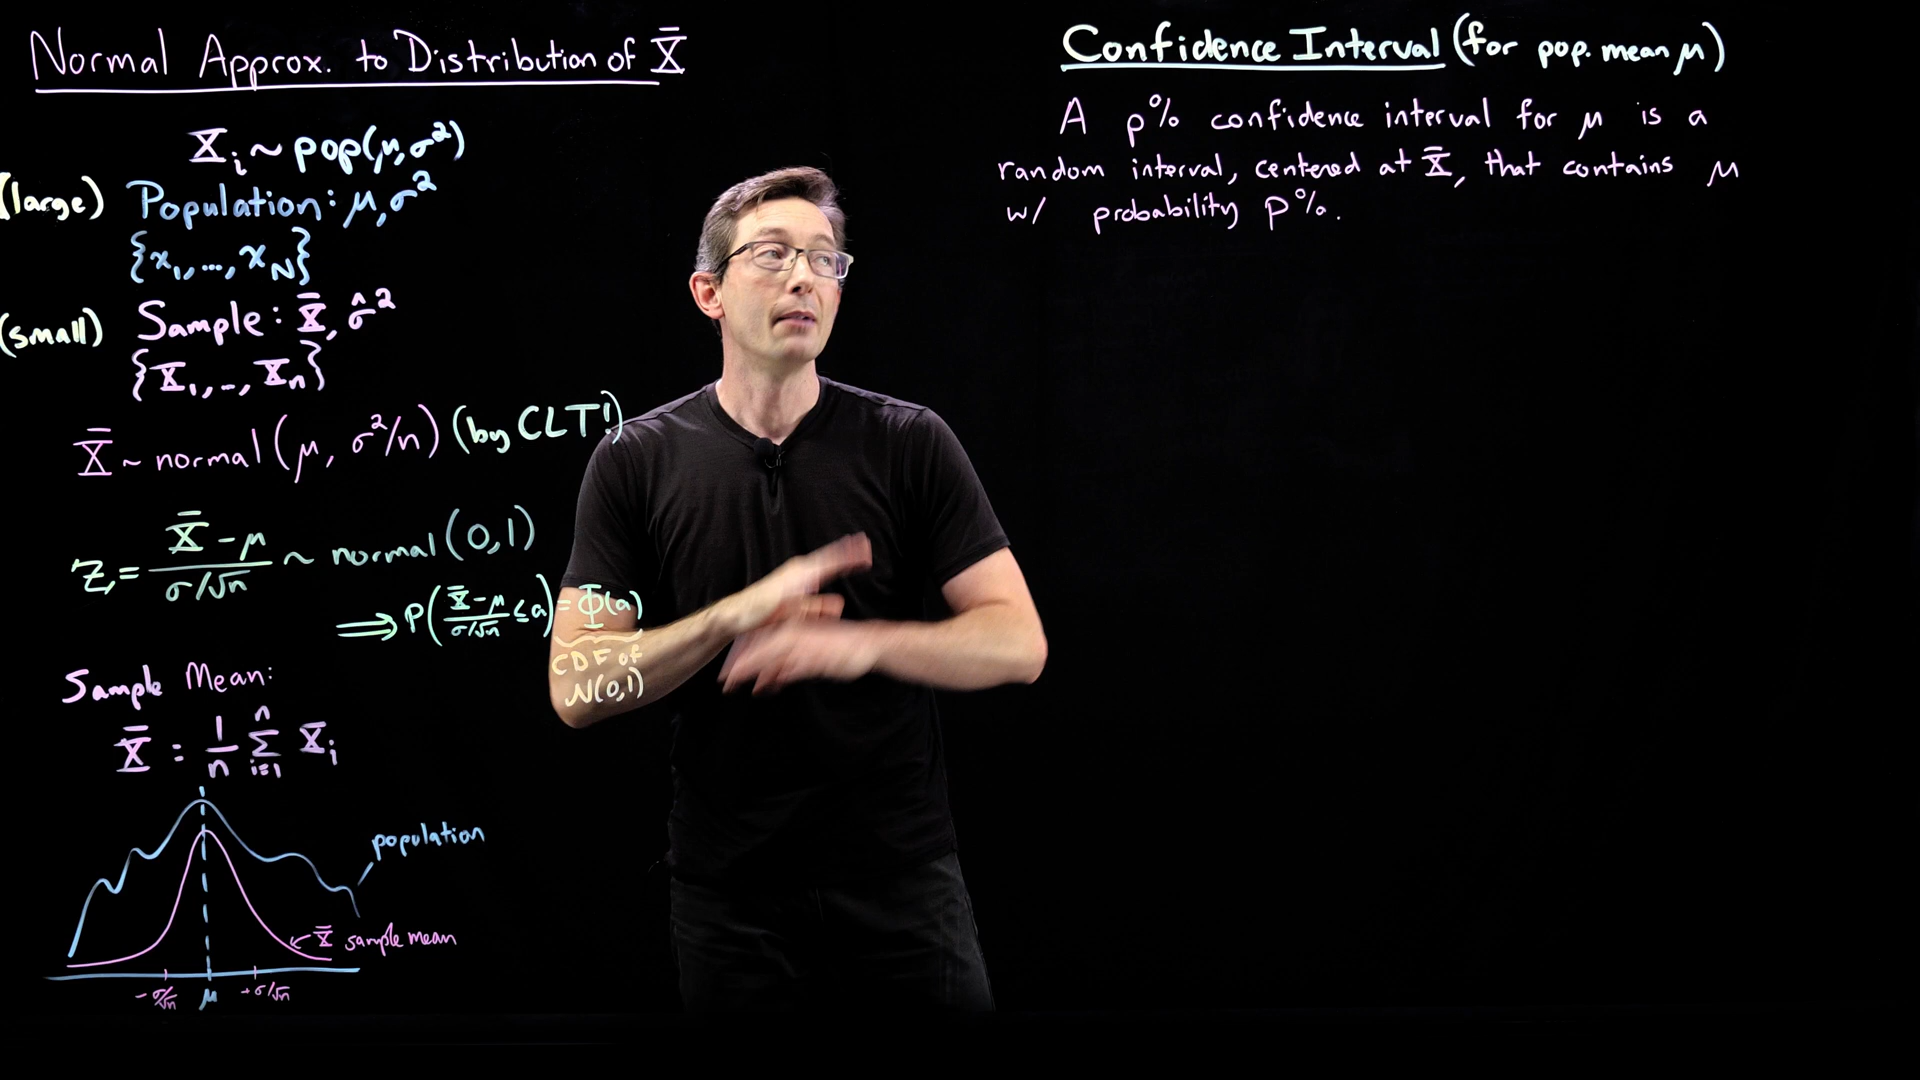 Normal Approx. to Distribution of X̄
Xᵢ ~ pop(μ, σ²)
(large) Population: μ, σ²
{x₁, ..., x_N}
(small) Sample: X̄, σ̂²
{X₁, .., Xₙ}
X̄ ~ normal(μ, σ²/n) (by CLT!)
Z = (X̄ - μ)/(σ/√n) ~ normal(0,1)
⟹ P((X̄ - μ)/(σ/√n) ≤ a) = Φ(a)
CDF of
N(0,1)
Sample Mean:
X̄ = 1/n Σᵢ₌₁ⁿ Xᵢ
population
X̄ sample mean
-σ/√n μ +σ/√n
Confidence Interval (for pop. mean μ)
A p% confidence interval for μ is a
random interval, centered at X̄, that contains μ
w/ probability p%.